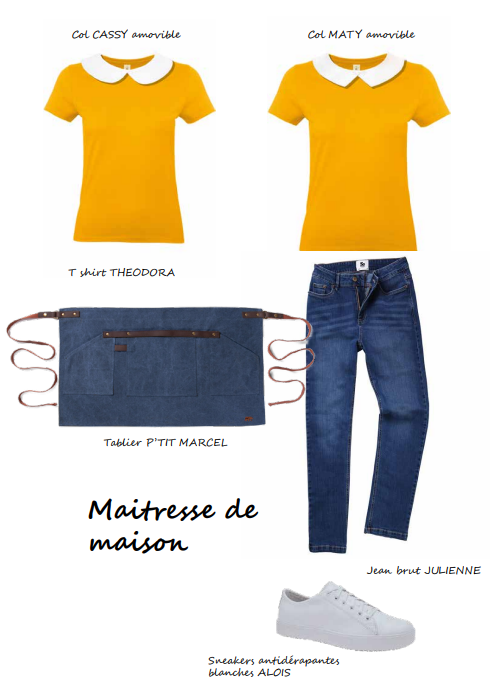 Col CASSY amovible
Col MATY amovible
T shirt THEODORA
Tablier P'TIT MARCEL
Maitresse de
maison
Jean brut JULIENNE
Sneakers antidérapantes
blanches ALOIS